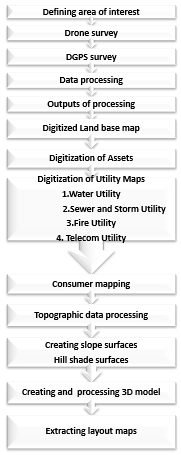 Defining area of interest
Drone survey
DGPS survey
Data processing
Outputs of processing
Digitized Land base map
Digitization of Assets
Digitization of Utility Maps
1.Water Utility
2.Sewer and Storm Utility
3.Fire Utility
4. Telecom Utility
Consumer mapping
Topographic data processing
Creating slope surfaces
Hill shade surfaces
Creating and processing 3D model
Extracting layout maps